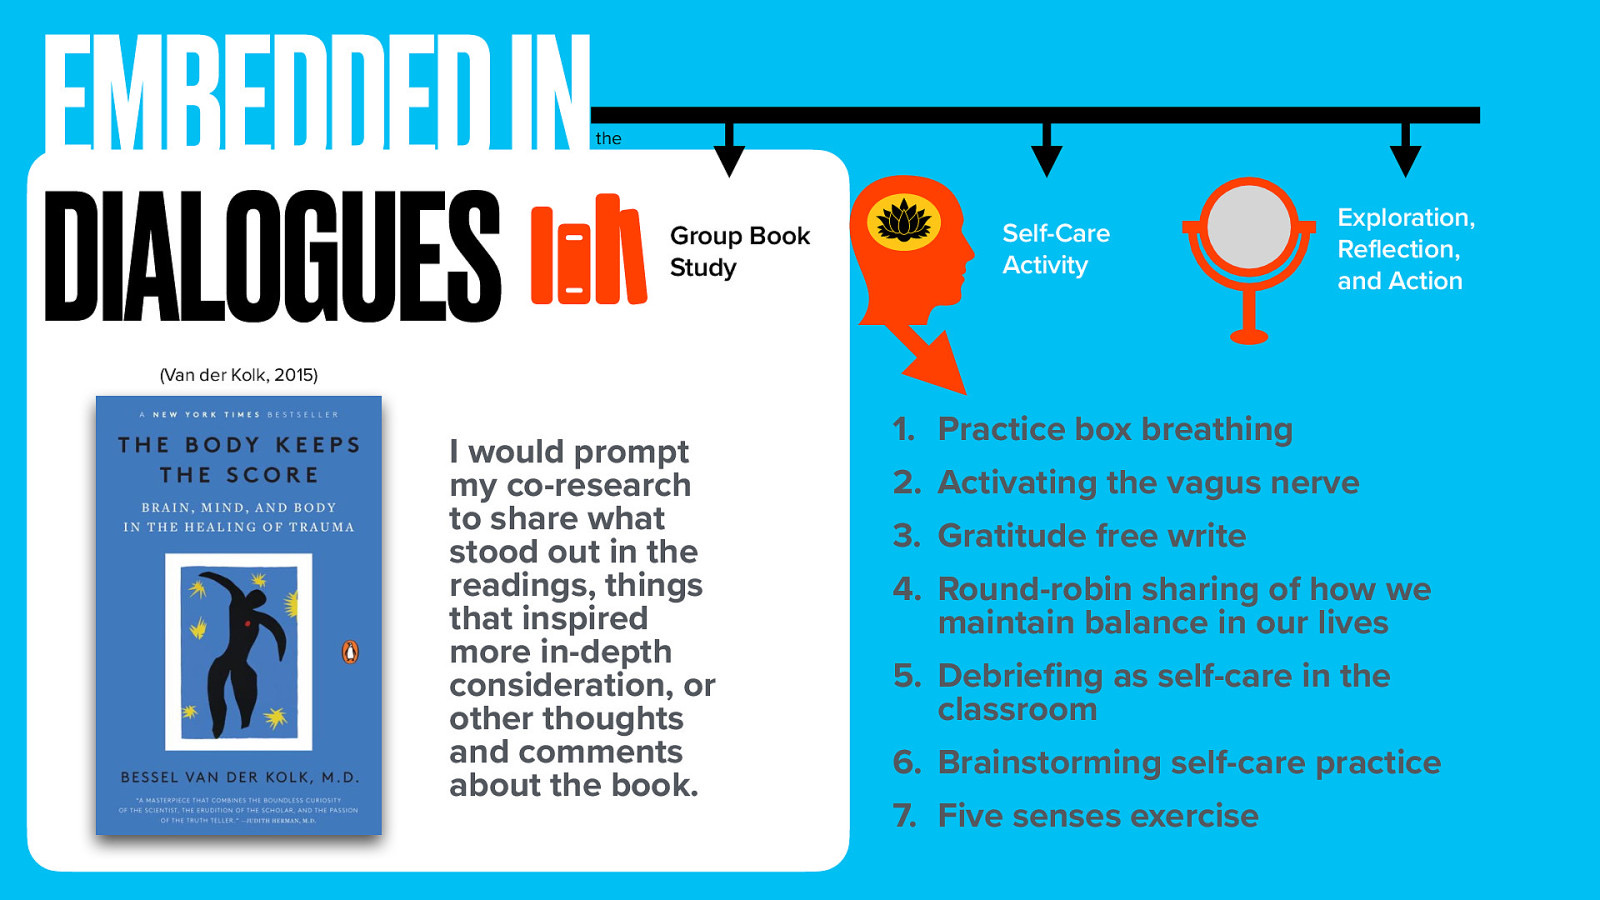 EMBEDDED IN
the
DIALOGUES
Group Book
Study
Self-Care
Activity
Exploration,
Reflection,
and Action
(Van der Kolk, 2015)
A NEW YORK TIMES BESTSELLER
THE BODY KEEPS
THE SCORE
BRAIN, MIND, AND BODY
IN THE HEALING OF TRAUMA
BESSEL VAN DER KOLK, M.D.
"A MASTERPIECE THAT COMBINES THE BOUNDLESS CURIOSITY
OF THE SCIENTIST, THE ERUDITION OF THE SCHOLAR, AND THE PASSION
OF THE TRUTH TELLER." —JUDITH HERMAN, M.D.
I would prompt
my co-research
to share what
stood out in the
readings, things
that inspired
more in-depth
consideration, or
other thoughts
and comments
about the book.
1. Practice box breathing
2. Activating the vagus nerve
3. Gratitude free write
4. Round-robin sharing of how we
maintain balance in our lives
5. Debriefing as self-care in the
classroom
6. Brainstorming self-care practice
7. Five senses exercise